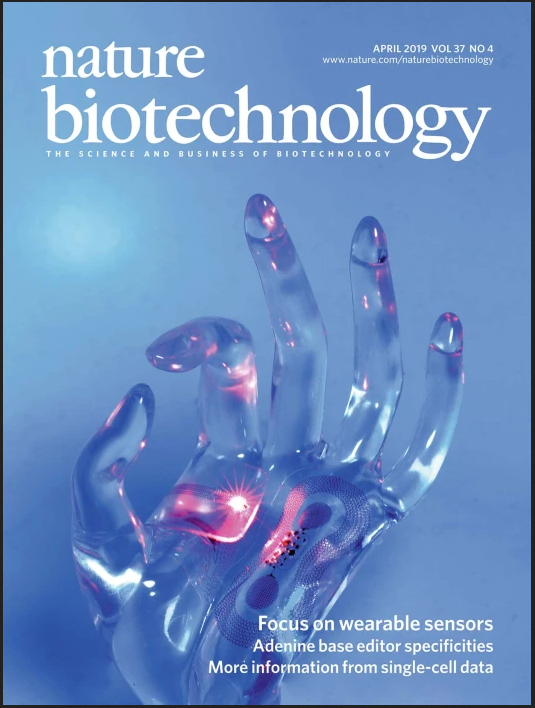 nature
biotechnology
APRIL 2019 VOL 37 NO 4
www.nature.com/naturebiotechnology
THE SCIENCE AND BUSINESS OF BIOTECHNOLOGY
Focus on wearable sensors
Adenine base editor specificities
More information from single-cell data